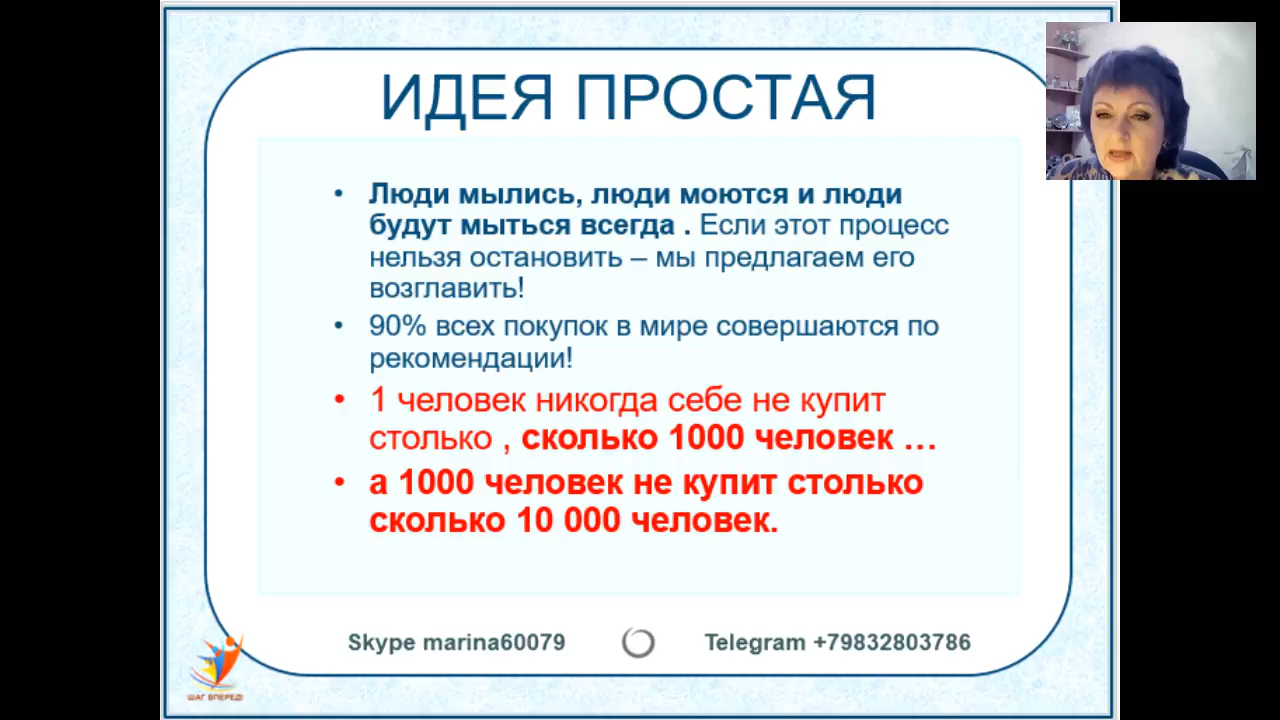 ИДЕЯ ПРОСТАЯ
• Люди мылись, люди моются и люди
будут мыться всегда . Если этот процесс
нельзя остановить – мы предлагаем его
возглавить!
• 90% всех покупок в мире совершаются по
рекомендации!
• 1 человек никогда себе не купит
столько , сколько 1000 человек …
• а 1000 человек не купит столько
сколько 10 000 человек.
Skype marina60079
Telegram +79832803786
ШАГ ВПЕРЕД!